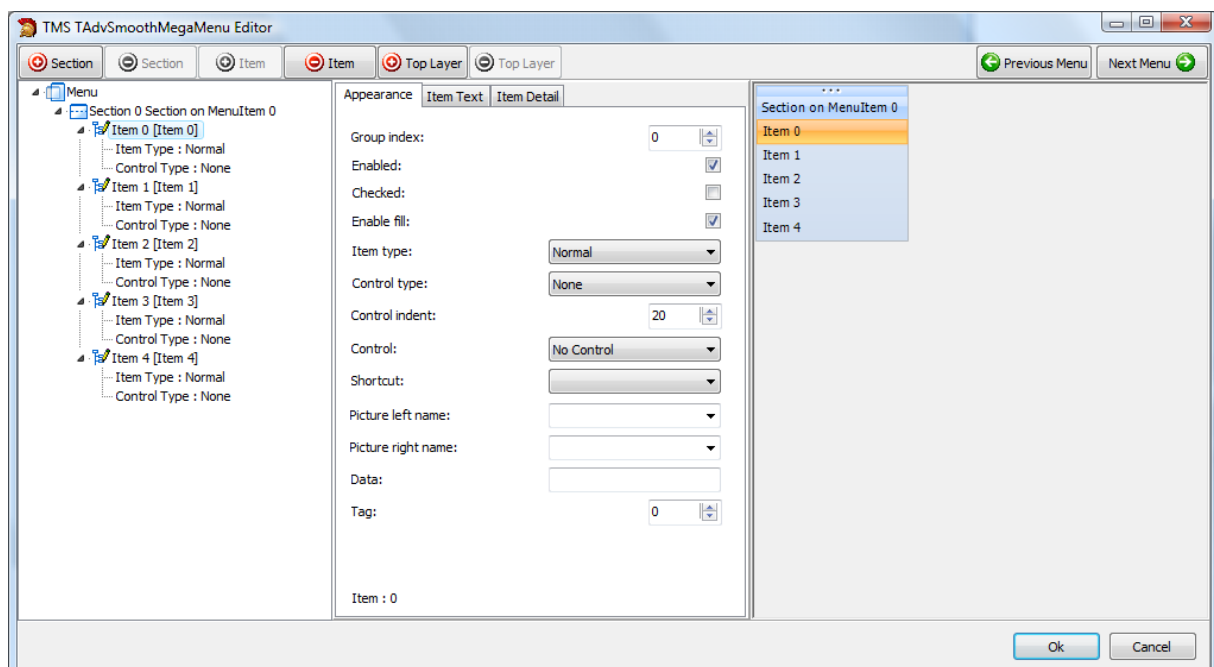 TMS TAdvSmoothMegaMenu Editor
Section Section Item Item Top Layer Top Layer Previous Menu Next Menu
Menu
Section 0 Section on MenuItem 0
Item 0 [Item 0]
Item Type : Normal
Control Type : None
Item 1 [Item 1]
Item Type : Normal
Control Type : None
Item 2 [Item 2]
Item Type : Normal
Control Type : None
Item 3 [Item 3]
Item Type : Normal
Control Type : None
Item 4 [Item 4]
Item Type : Normal
Control Type : None
Appearance Item Text Item Detail
Group index: 0
Enabled:
Checked:
Enable fill:
Item type: Normal
Control type: None
Control indent: 20
Control: No Control
Shortcut:
Picture left name:
Picture right name:
Data:
Tag: 0
Item : 0
Section on MenuItem 0
Item 0
Item 1
Item 2
Item 3
Item 4
Ok Cancel